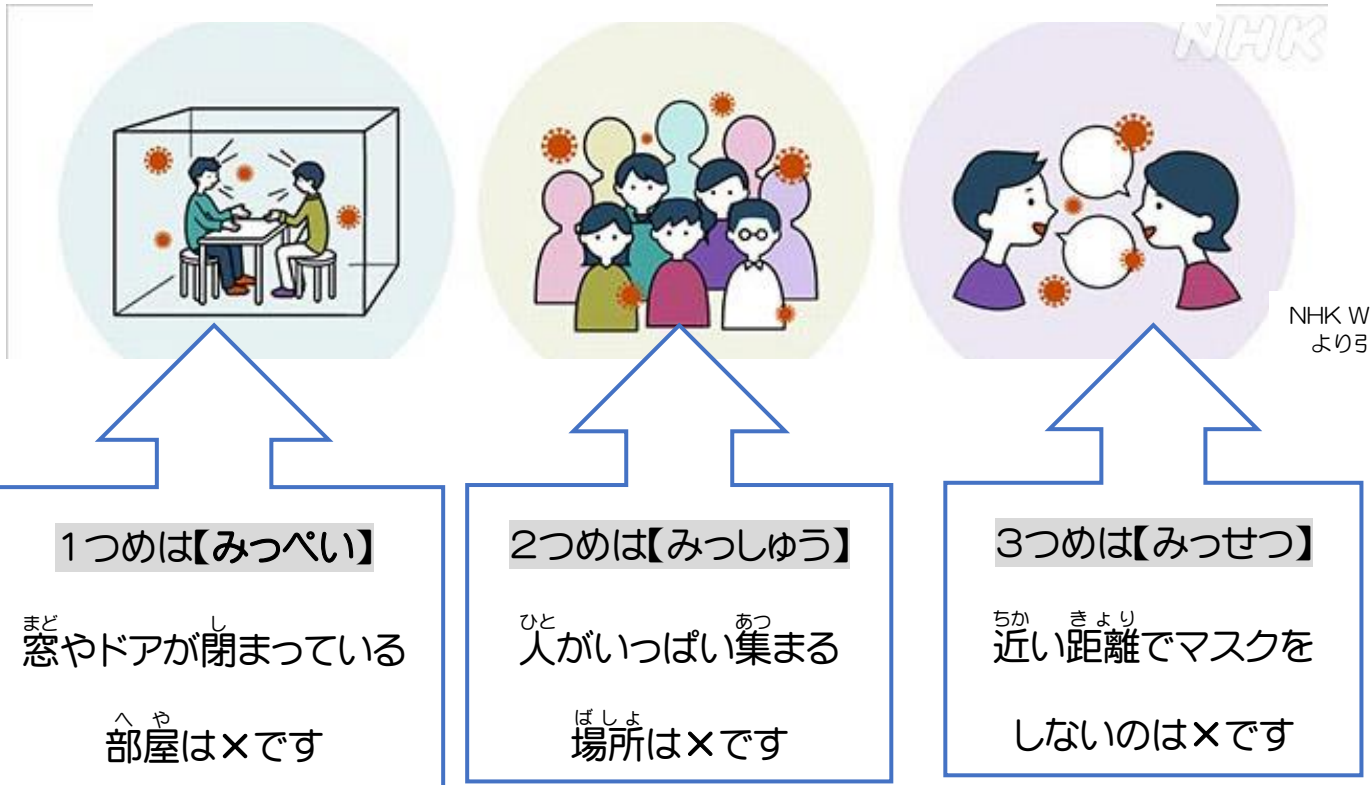 NHK
NHK W
より引
1つめは【みっぺい】
窓やドアが閉まっている
部屋は×です
2つめは【みっしゅう】
人がいっぱい集まる
場所は×です
3つめは【みっせつ】
近い距離でマスクを
しないのは×です
まど
し
へや
ひと
あつ
ばしょ
ちか
きょり